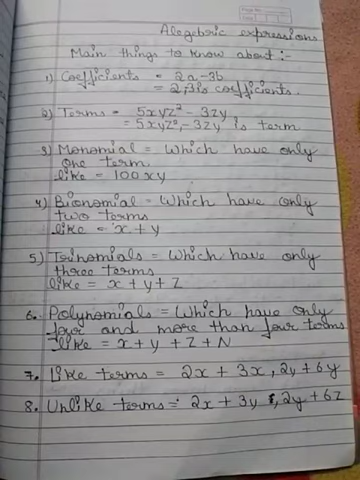 Alogebric expressions
Main things to know about :-
1) Coefficients = 2a-3b
= 2,3 is coefficients.
2) Terms = 5xyz² - 3zy
= 5xyz², -3zy is term
3) Monomial = Which have only
one term
like = 100xy
4) Bionomial = Which have only
two terms
like = x+y
5) Trinomials = Which have only
three terms
like = x+y+z
6. Polynomials = Which have only
four and more than four terms
like = x+y+z+N
7. Like terms = 2x + 3x, 2y + 6y
8. Unlike terms = 2x + 3y, 2y + 6z